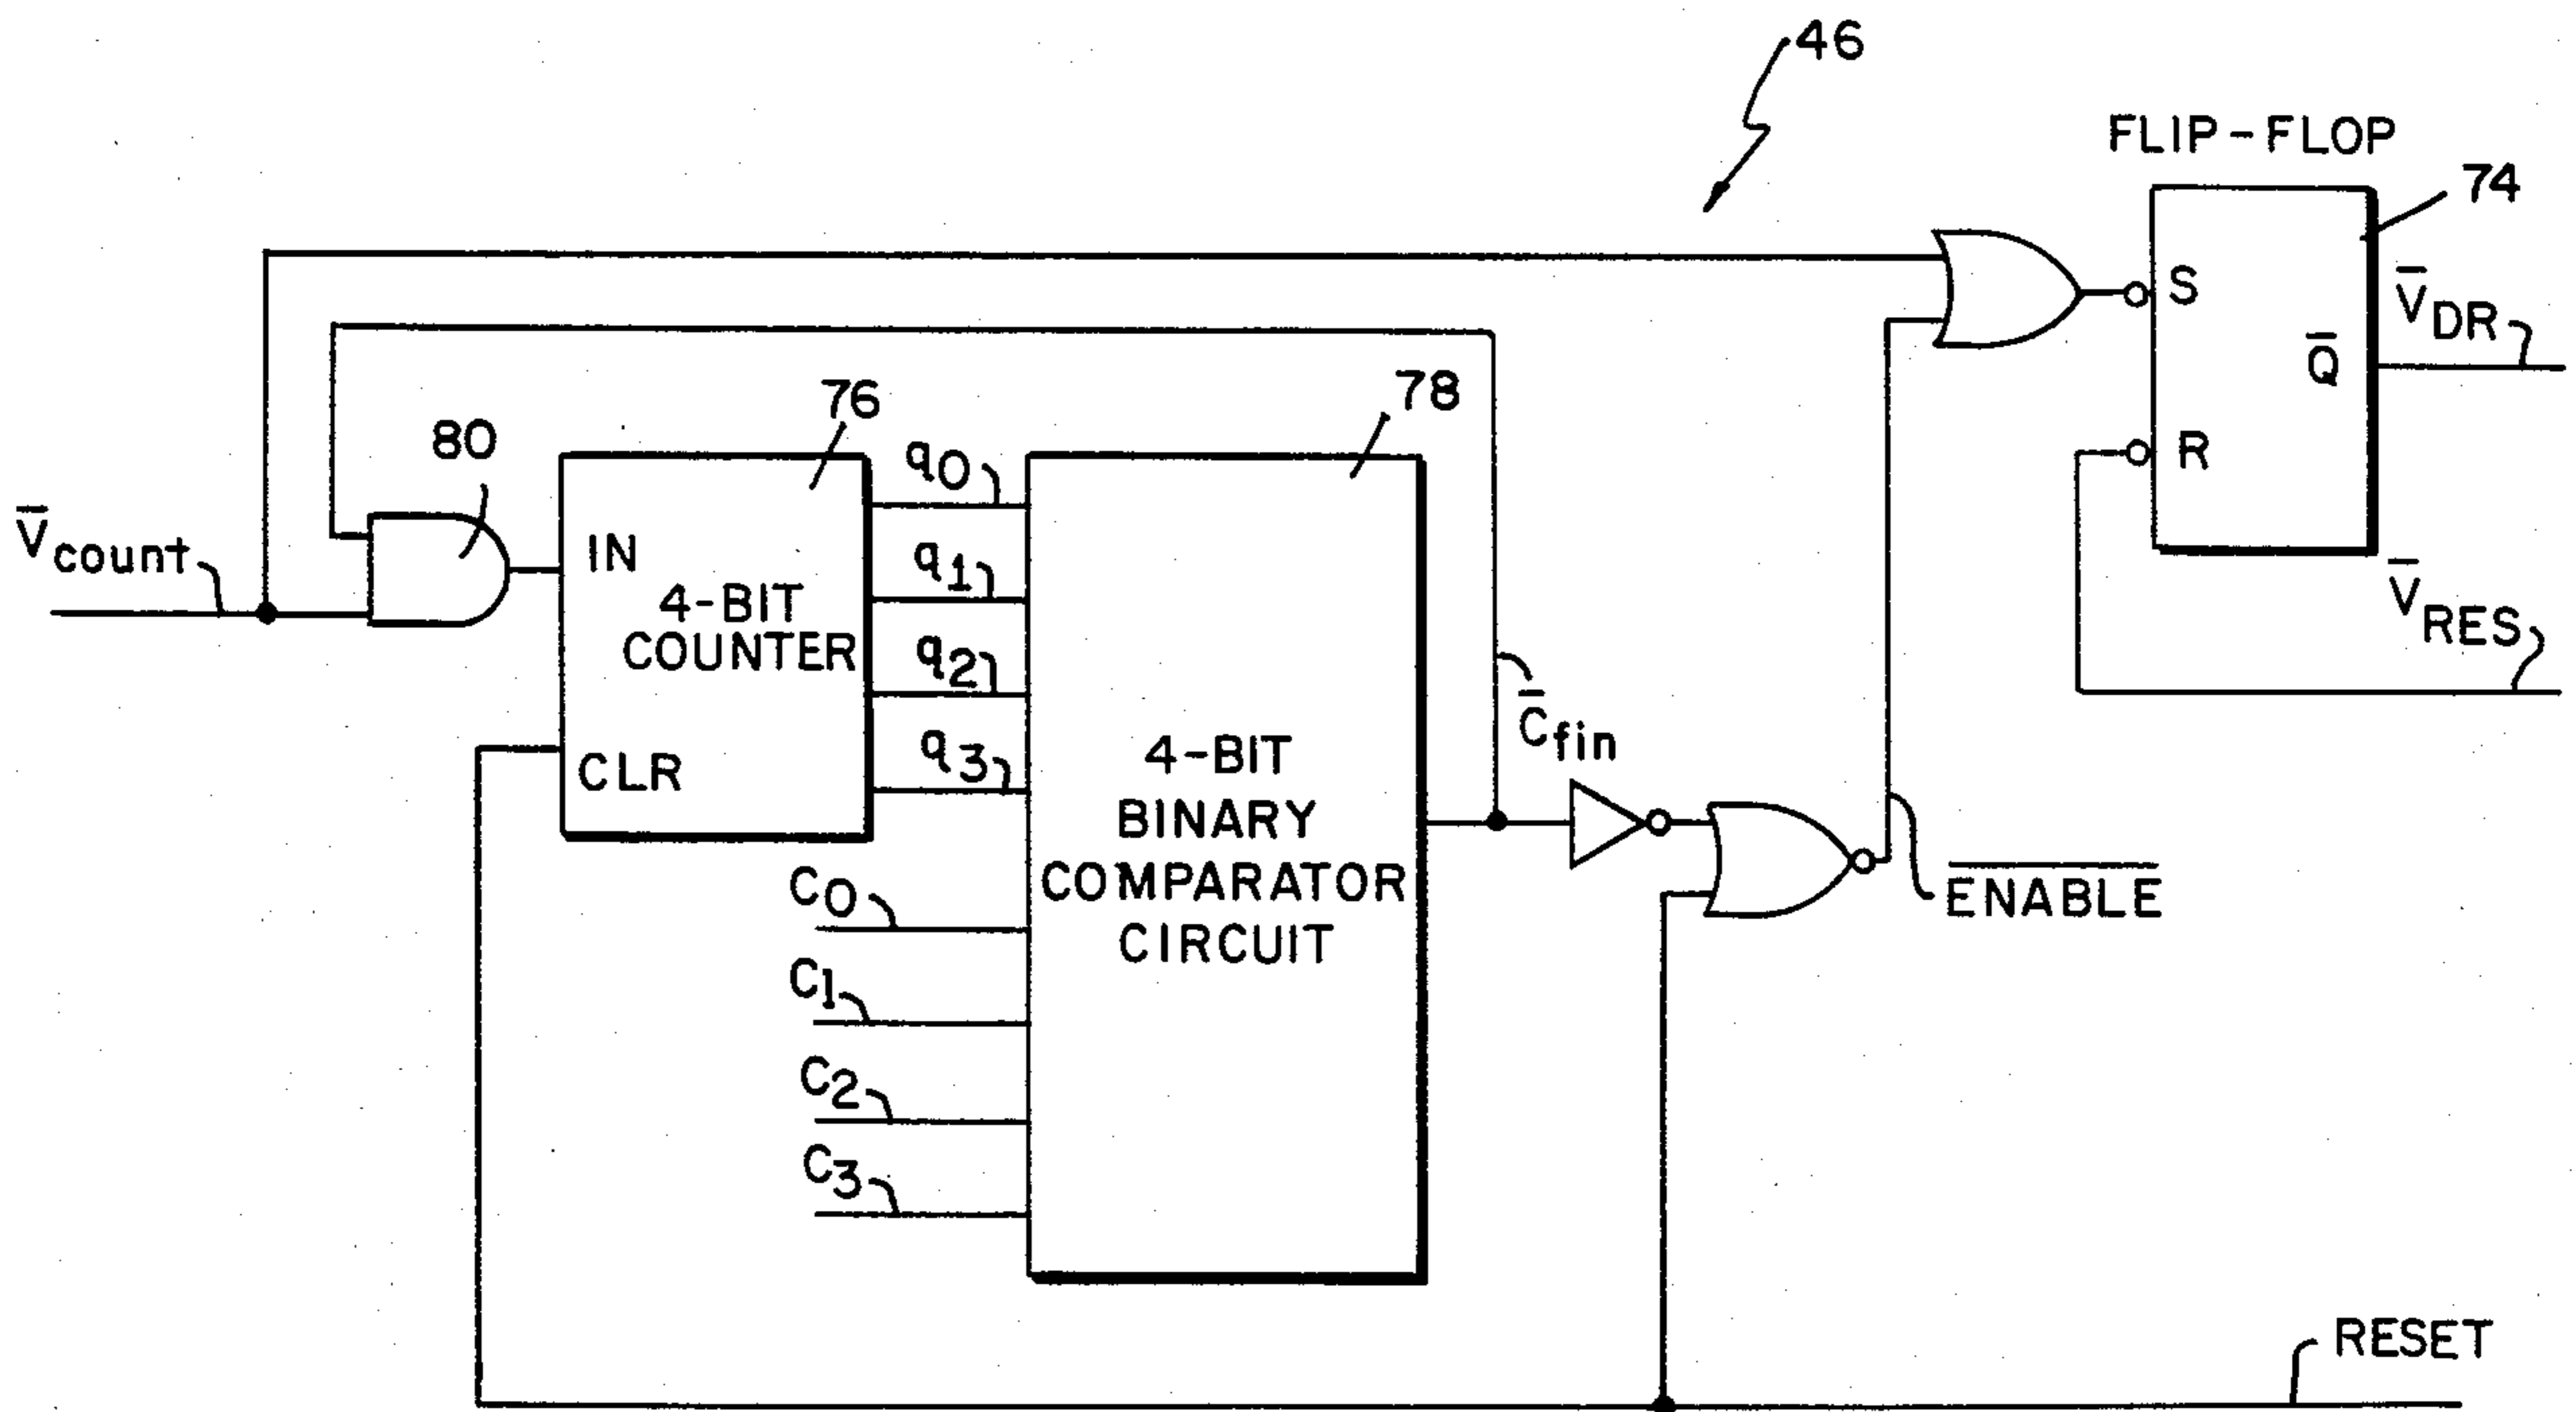 46
FLIP-FLOP
74
S
V̅DR
Q̅
R
V̅RES
80
76
78
V̅count
IN
4-BIT
COUNTER
CLR
q0
q1
q2
q3
C0
C1
C2
C3
4-BIT
BINARY
COMPARATOR
CIRCUIT
C̅fin
E̅N̅A̅B̅L̅E̅
RESET